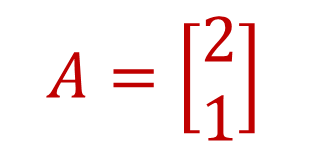 A = [2
1]